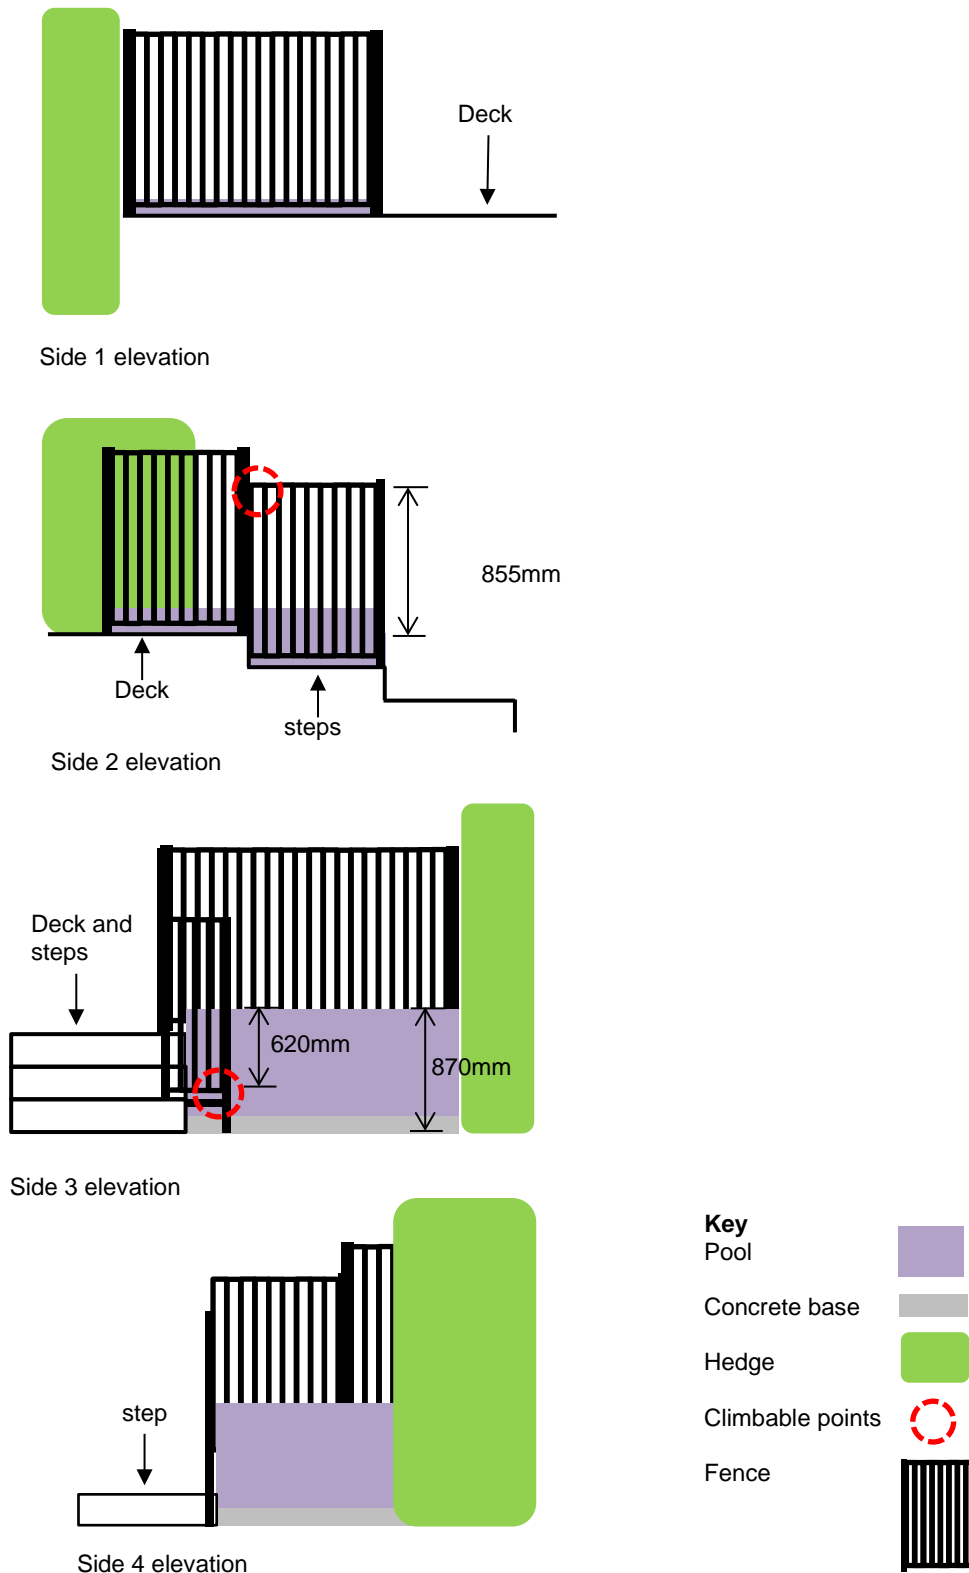 Deck
Side 1 elevation
855mm
Deck
steps
Side 2 elevation
Deck and
steps
620mm
870mm
Side 3 elevation
Key
Pool
Concrete base
Hedge
Climbable points
Fence
step
Side 4 elevation